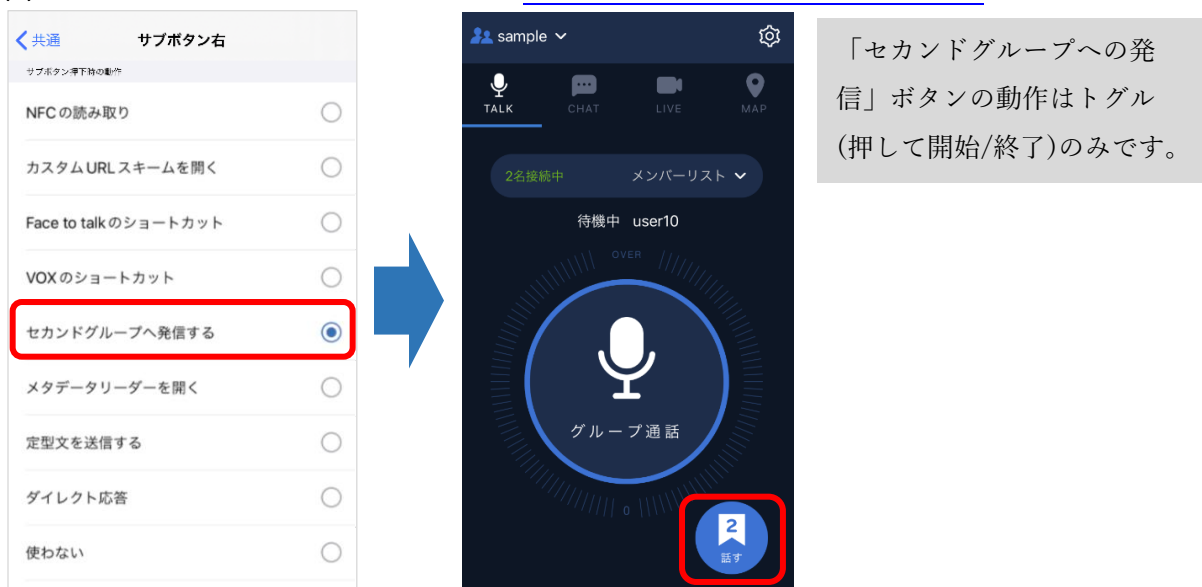 共通
サブボタン右
サブボタン押下時の動作
NFCの読み取り
カスタムURLスキームを開く
Face to talkのショートカット
VOXのショートカット
セカンドグループへ発信する
メタデータリーダーを開く
定型文を送信する
ダイレクト応答
使わない
sample
TALK
CHAT
LIVE
MAP
2名接続中
メンバーリスト
待機中 user10
OVER
グループ通話
0
2
話す
「セカンドグループへの発
信」ボタンの動作はトグル
(押して開始/終了)のみです。